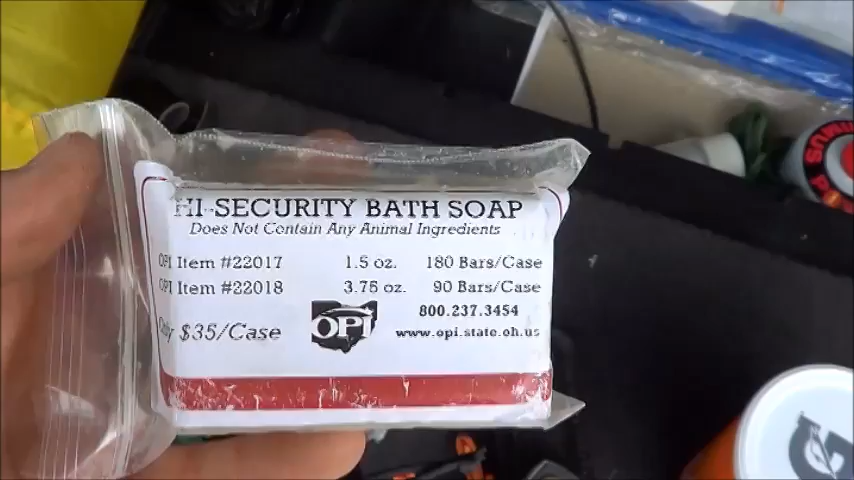 HI-SECURITY BATH SOAP
Does Not Contain Any Animal Ingredients
OPI Item #22017 1.5 oz. 180 Bars/Case
OPI Item #22018 3.75 oz. 90 Bars/Case
Only $35/Case
OPI
800.237.3454
www.opi.state.oh.us